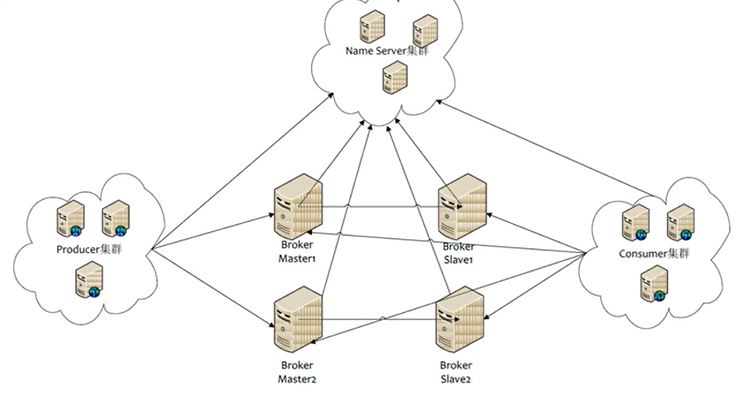 Name Server集群
Producer集群
Broker
Master1
Broker
Slave1
Consumer集群
Broker
Master2
Broker
Slave2